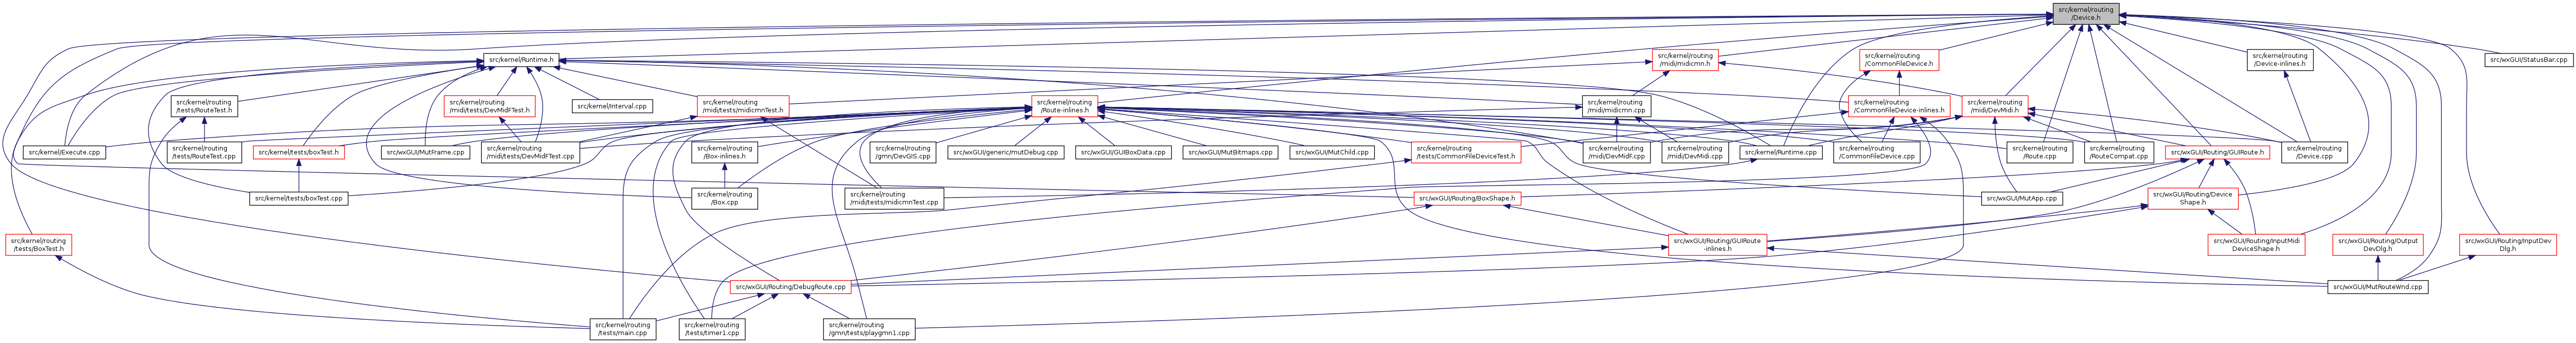 src/kernel/routing
/Device.h
src/kernel/Runtime.h
src/kernel/routing
/midi/midicmn.h
src/kernel/routing
/CommonFileDevice.h
src/kernel/routing
/Device-inlines.h
src/wxGUI/StatusBar.cpp
src/kernel/routing
/tests/RouteTest.h
src/kernel/routing
/midi/tests/DevMidFTest.h
src/kernel/Interval.cpp
src/kernel/routing
/midi/tests/midicmnTest.h
src/kernel/routing
/Route-inlines.h
src/kernel/routing
/midi/midicmn.cpp
src/kernel/routing
/CommonFileDevice-inlines.h
src/kernel/routing
/midi/DevMidi.h
src/kernel/Execute.cpp
src/kernel/routing
/tests/RouteTest.cpp
src/kernel/tests/boxTest.h
src/wxGUI/MutFrame.cpp
src/kernel/routing
/midi/tests/DevMidFTest.cpp
src/kernel/routing
/Box-inlines.h
src/kernel/routing
/gmn/DevGIS.cpp
src/wxGUI/generic/mutDebug.cpp
src/wxGUI/GUIBoxData.cpp
src/wxGUI/MutBitmaps.cpp
src/wxGUI/MutChild.cpp
src/kernel/routing
/tests/CommonFileDeviceTest.h
src/kernel/routing
/midi/DevMidF.cpp
src/kernel/routing
/midi/DevMidi.cpp
src/kernel/Runtime.cpp
src/kernel/routing
/CommonFileDevice.cpp
src/kernel/routing
/Route.cpp
src/kernel/routing
/RouteCompat.cpp
src/wxGUI/Routing/GUIRoute.h
src/kernel/routing
/Device.cpp
src/kernel/tests/boxTest.cpp
src/kernel/routing
/Box.cpp
src/kernel/routing
/midi/tests/midicmnTest.cpp
src/wxGUI/Routing/BoxShape.h
src/wxGUI/MutApp.cpp
src/wxGUI/Routing/Device
Shape.h
src/kernel/routing
/tests/BoxTest.h
src/wxGUI/Routing/GUIRoute
-inlines.h
src/wxGUI/Routing/InputMidi
DeviceShape.h
src/wxGUI/Routing/Output
DevDlg.h
src/wxGUI/Routing/InputDev
Dlg.h
src/wxGUI/Routing/DebugRoute.cpp
src/wxGUI/MutRouteWnd.cpp
src/kernel/routing
/tests/main.cpp
src/kernel/routing
/tests/timer1.cpp
src/kernel/routing
/gmn/tests/playgmn1.cpp